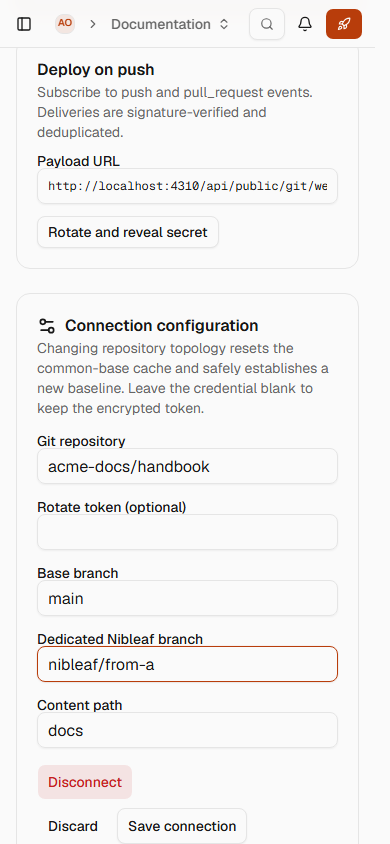 AO
Documentation
Deploy on push
Subscribe to push and pull_request events.
Deliveries are signature-verified and
deduplicated.
Payload URL
http://localhost:4310/api/public/git/we
Rotate and reveal secret
Connection configuration
Changing repository topology resets the
common-base cache and safely establishes a
new baseline. Leave the credential blank to
keep the encrypted token.
Git repository
acme-docs/handbook
Rotate token (optional)
Base branch
main
Dedicated Nibleaf branch
nibleaf/from-a
Content path
docs
Disconnect
Discard
Save connection